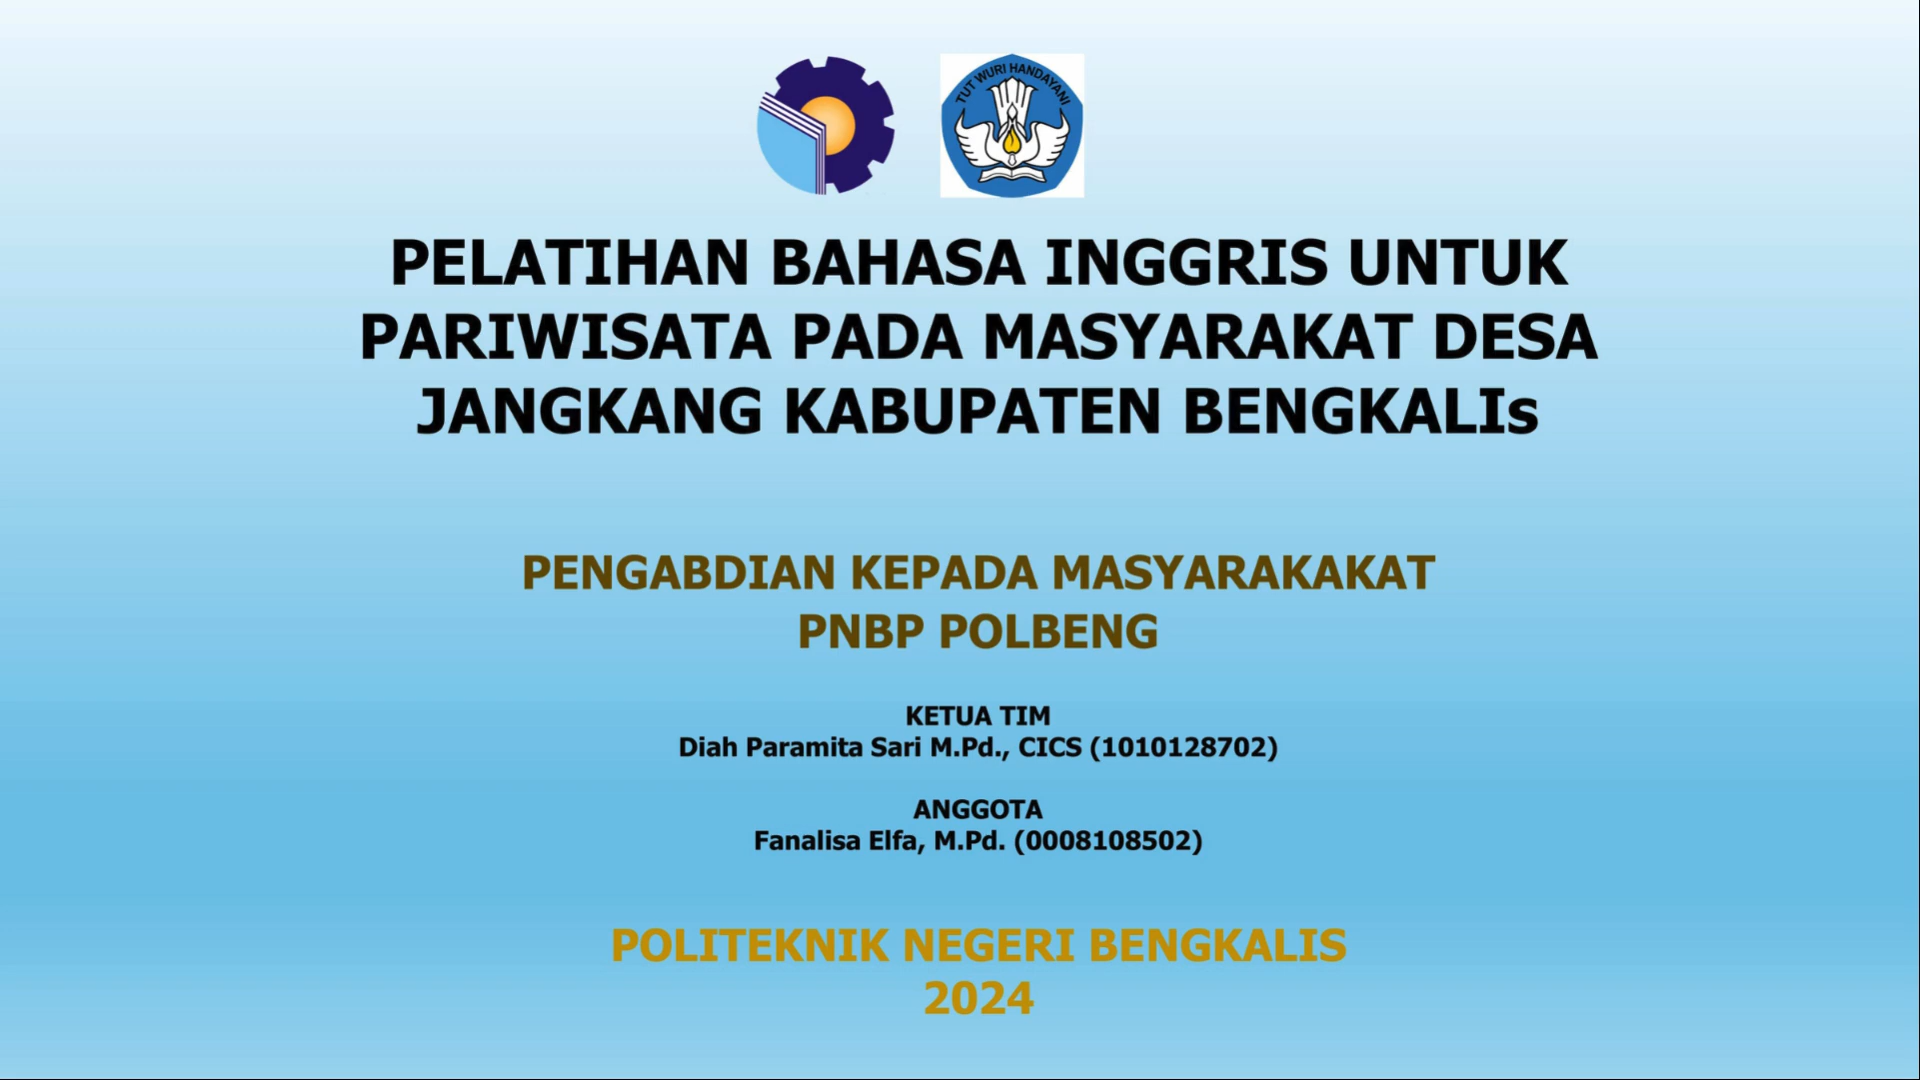 TUT WURI HANDAYANI
PELATIHAN BAHASA INGGRIS UNTUK
PARIWISATA PADA MASYARAKAT DESA
JANGKANG KABUPATEN BENGKALIs
PENGABDIAN KEPADA MASYARAKAKAT
PNBP POLBENG
KETUA TIM
Diah Paramita Sari M.Pd., CICS (1010128702)
ANGGOTA
Fanalisa Elfa, M.Pd. (0008108502)
POLITEKNIK NEGERI BENGKALIS
2024